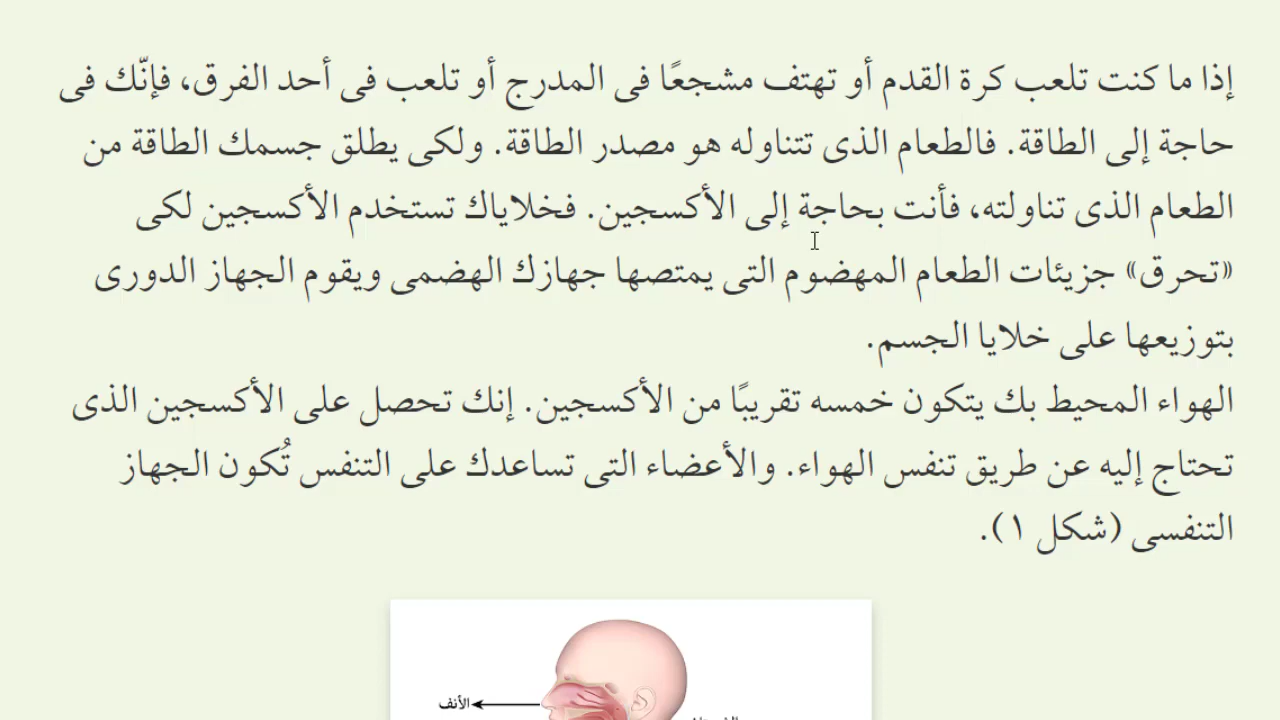 إذا ما كنت تلعب كرة القدم أو تهتف مشجعًا فى المدرج أو تلعب فى أحد الفرق، فإنّك فى
حاجة إلى الطاقة. فالطعام الذى تتناوله هو مصدر الطاقة. ولكى يطلق جسمك الطاقة من
الطعام الذى تناولته، فأنت بحاجة إلى الأكسجين. فخلاياك تستخدم الأكسجين لكى
«تحرق» جزيئات الطعام المهضوم التى يمتصها جهازك الهضمى ويقوم الجهاز الدورى
بتوزيعها على خلايا الجسم.
الهواء المحيط بك يتكون خمسه تقريبًا من الأكسجين. إنك تحصل على الأكسجين الذى
تحتاج إليه عن طريق تنفس الهواء. والأعضاء التى تساعدك على التنفس تُكون الجهاز
التنفسى (شكل ١).
الأنف